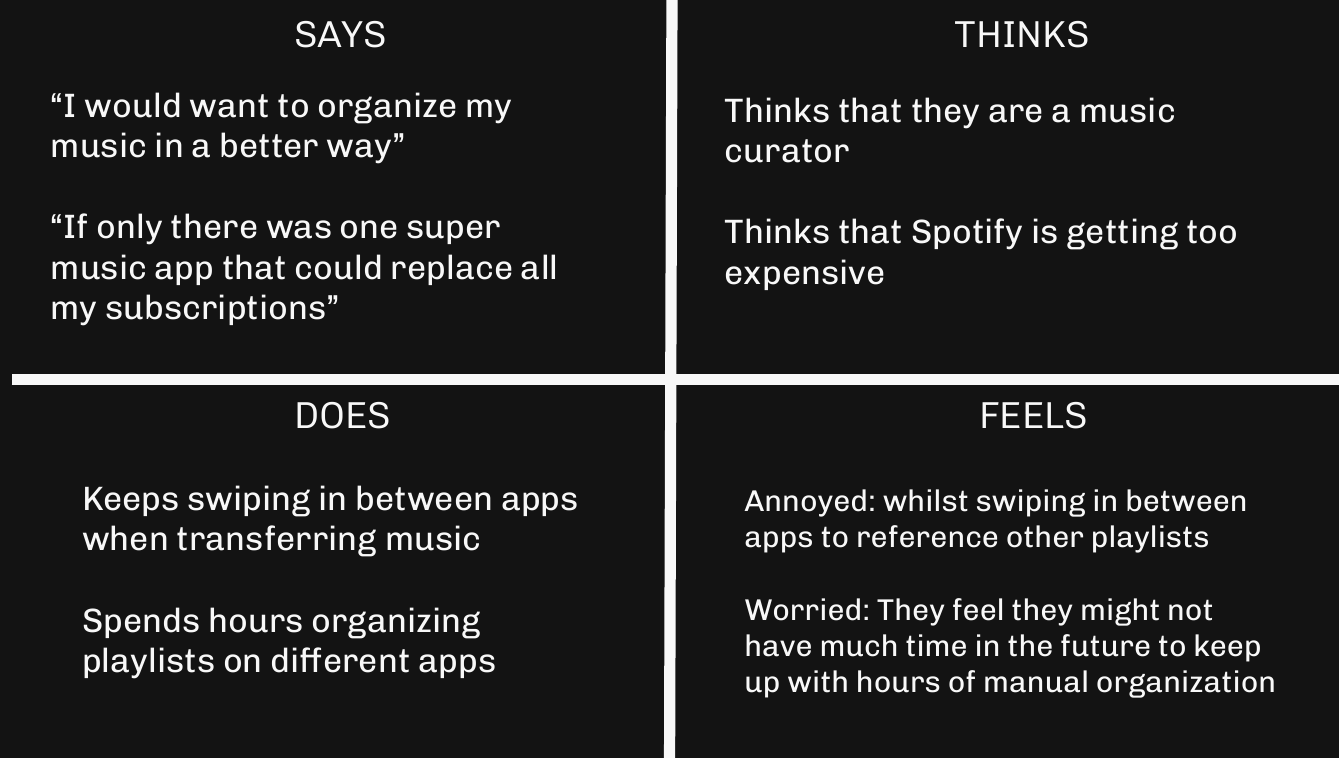 SAYS
“I would want to organize my
music in a better way”
“If only there was one super
music app that could replace all
my subscriptions”
THINKS
Thinks that they are a music
curator
Thinks that Spotify is getting too
expensive
DOES
Keeps swiping in between apps
when transferring music
Spends hours organizing
playlists on different apps
FEELS
Annoyed: whilst swiping in between
apps to reference other playlists
Worried: They feel they might not
have much time in the future to keep
up with hours of manual organization